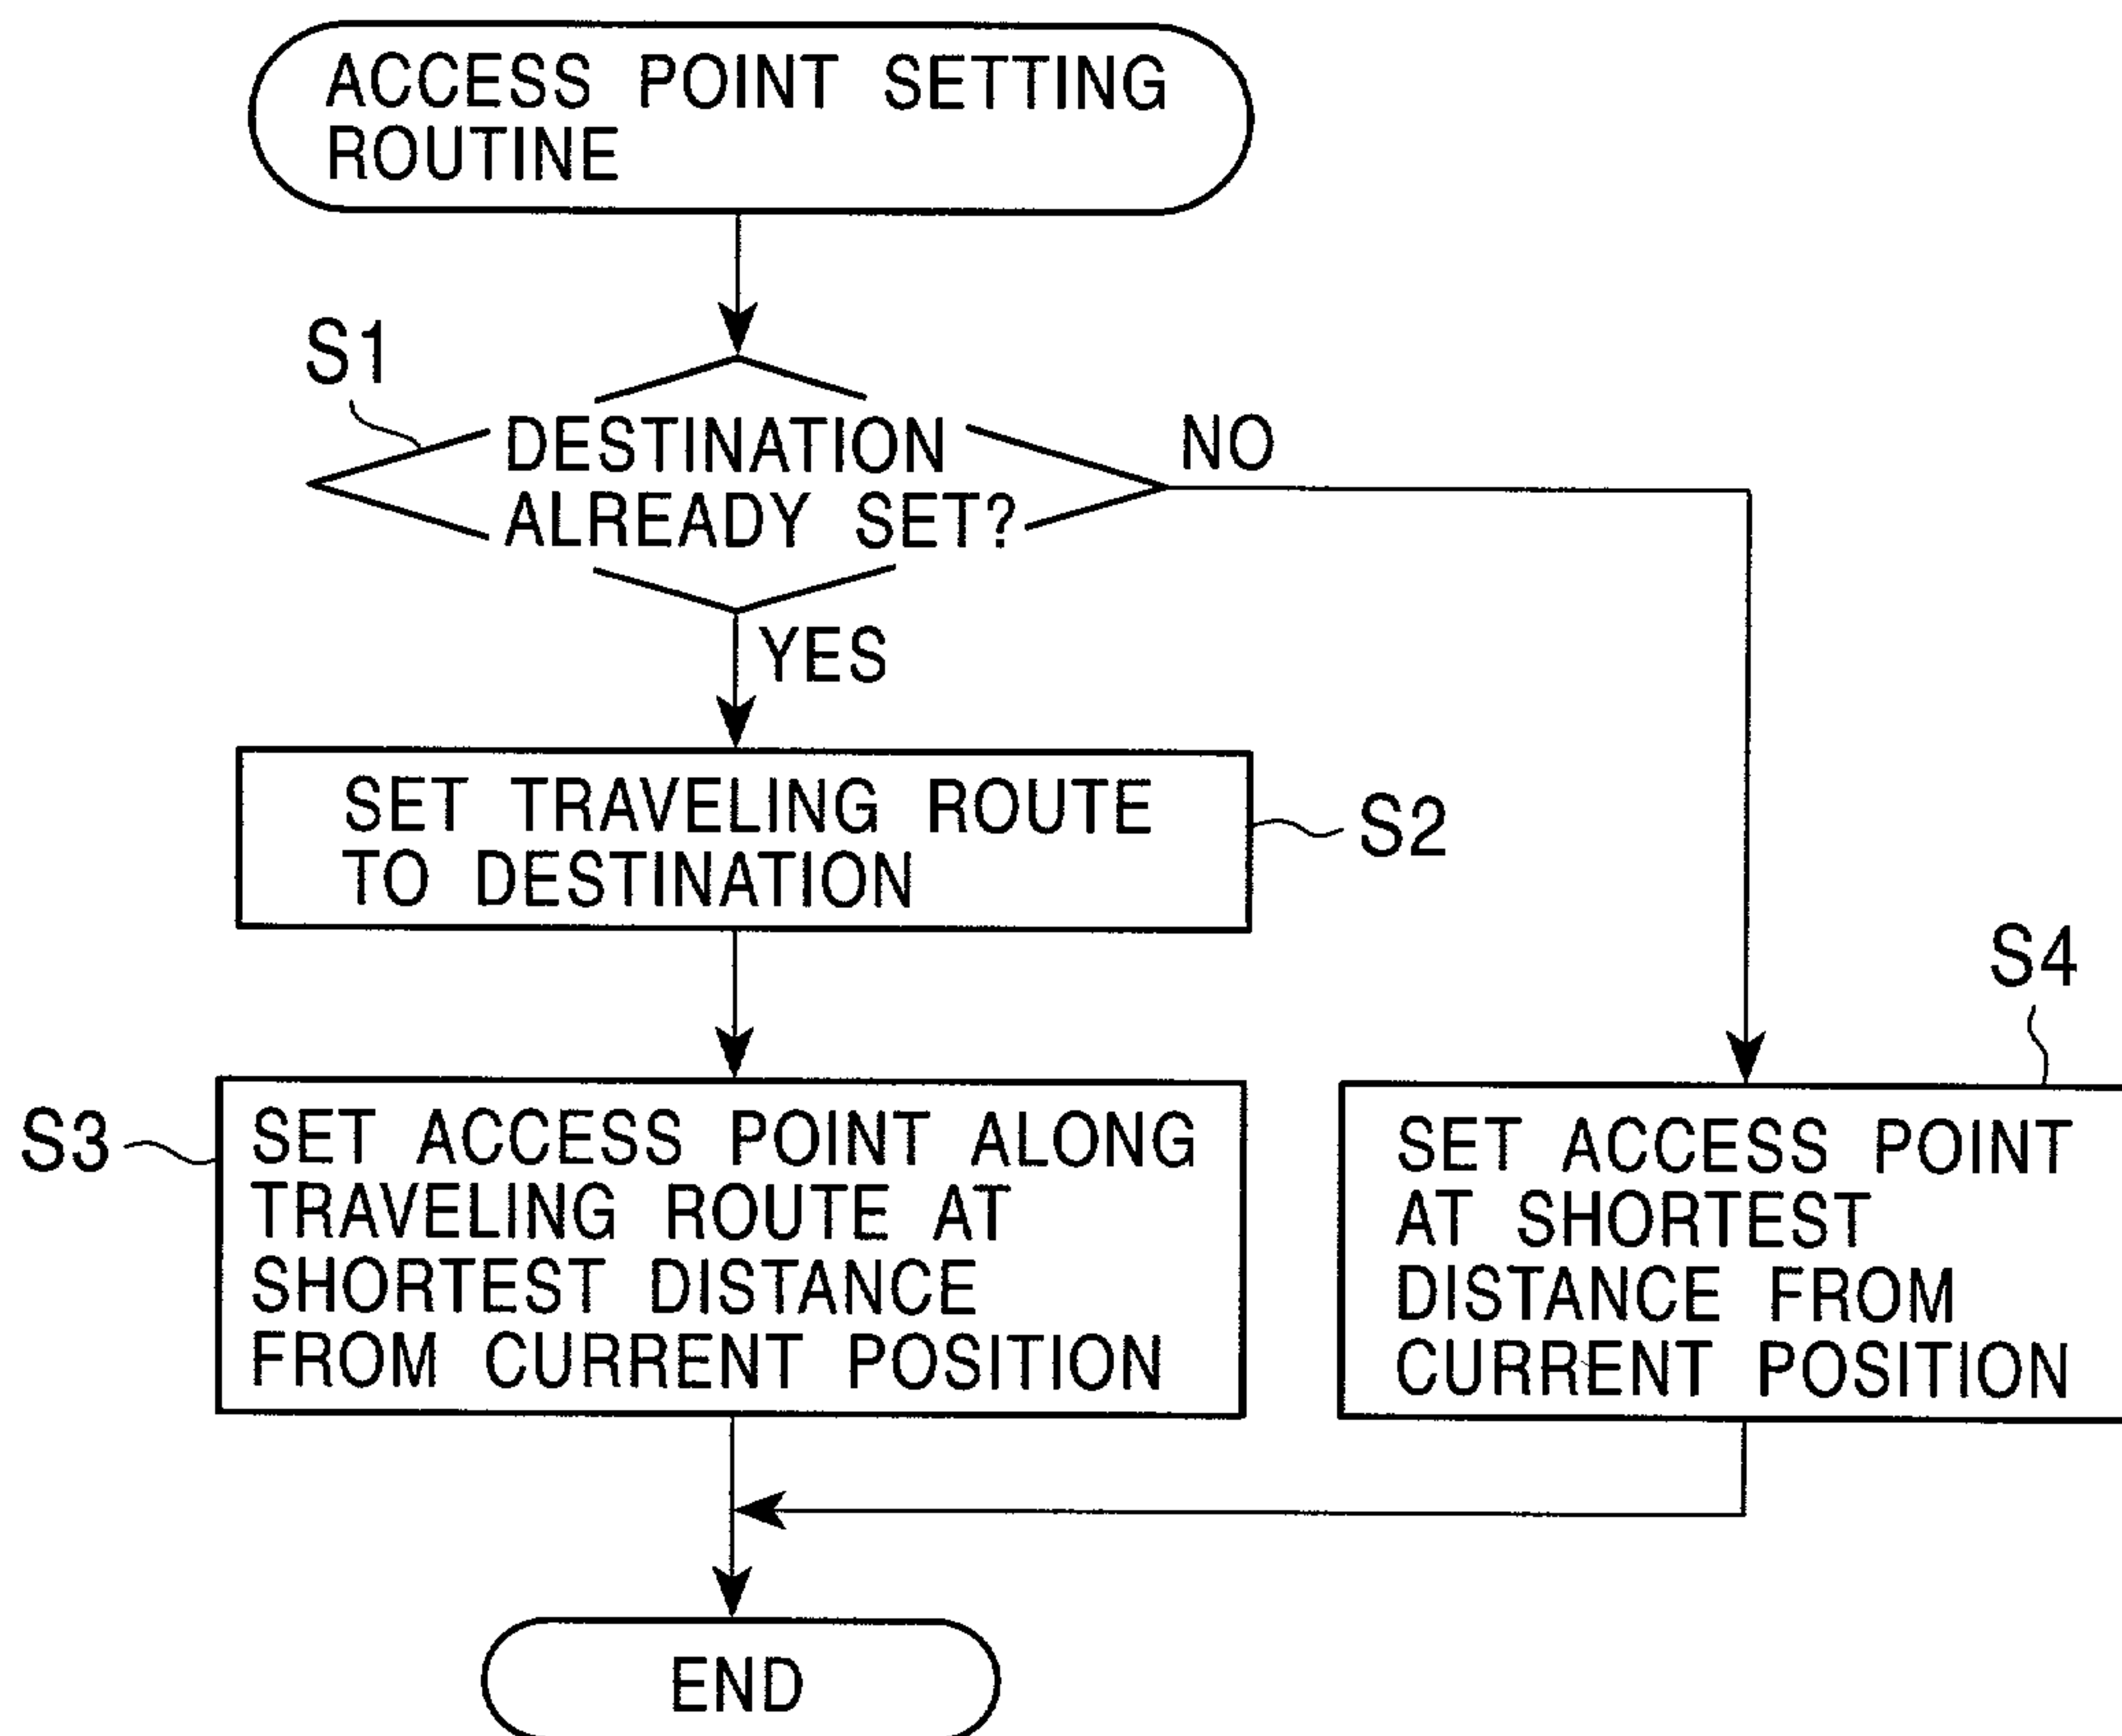 ACCESS POINT SETTING
ROUTINE
S1
DESTINATION
ALREADY SET?
NO
YES
SET TRAVELING ROUTE
TO DESTINATION
S2
S3
SET ACCESS POINT ALONG
TRAVELING ROUTE AT
SHORTEST DISTANCE
FROM CURRENT POSITION
S4
SET ACCESS POINT
AT SHORTEST
DISTANCE FROM
CURRENT POSITION
END